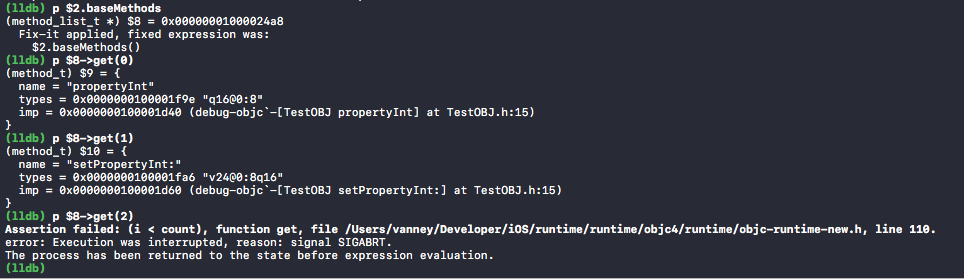 (lldb) p $2.baseMethods
(method_list_t *) $8 = 0x00000001000024a8
  Fix-it applied, fixed expression was:
    $2.baseMethods()
(lldb) p $8->get(0)
(method_t) $9 = {
  name = "propertyInt"
  types = 0x0000000100001f9e "q16@0:8"
  imp = 0x0000000100001d40 (debug-objc`-[TestOBJ propertyInt] at TestOBJ.h:15)
}
(lldb) p $8->get(1)
(method_t) $10 = {
  name = "setPropertyInt:"
  types = 0x0000000100001fa6 "v24@0:8q16"
  imp = 0x0000000100001d60 (debug-objc`-[TestOBJ setPropertyInt:] at TestOBJ.h:15)
}
(lldb) p $8->get(2)
Assertion failed: (i < count), function get, file /Users/vanney/Developer/iOS/runtime/runtime/objc4/runtime/objc-runtime-new.h, line 110.
error: Execution was interrupted, reason: signal SIGABRT.
The process has been returned to the state before expression evaluation.
(lldb)